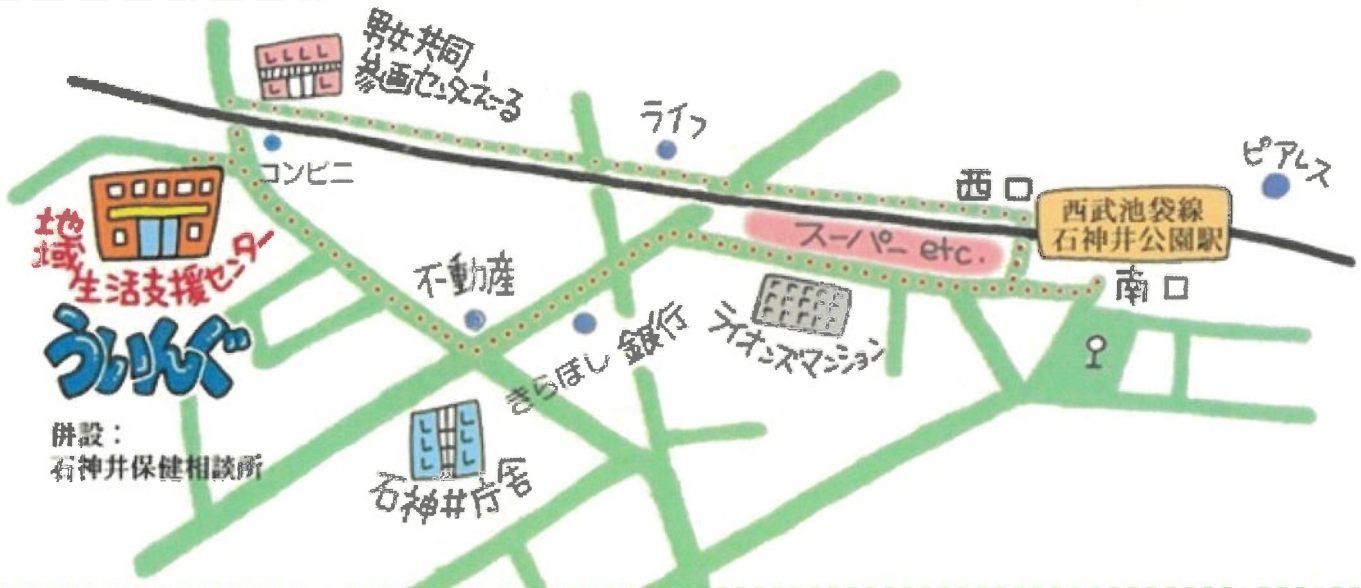 男女共同
参画センターえーる
ライフ
ピアレス
コンビニ
西口
西武池袋線
石神井公園駅
スーパー etc.
南口
地域
生活支援センター
ういんぐ
不動産
きらぼし銀行
ライオンズマンション
石神井庁舎
併設：
石神井保健相談所